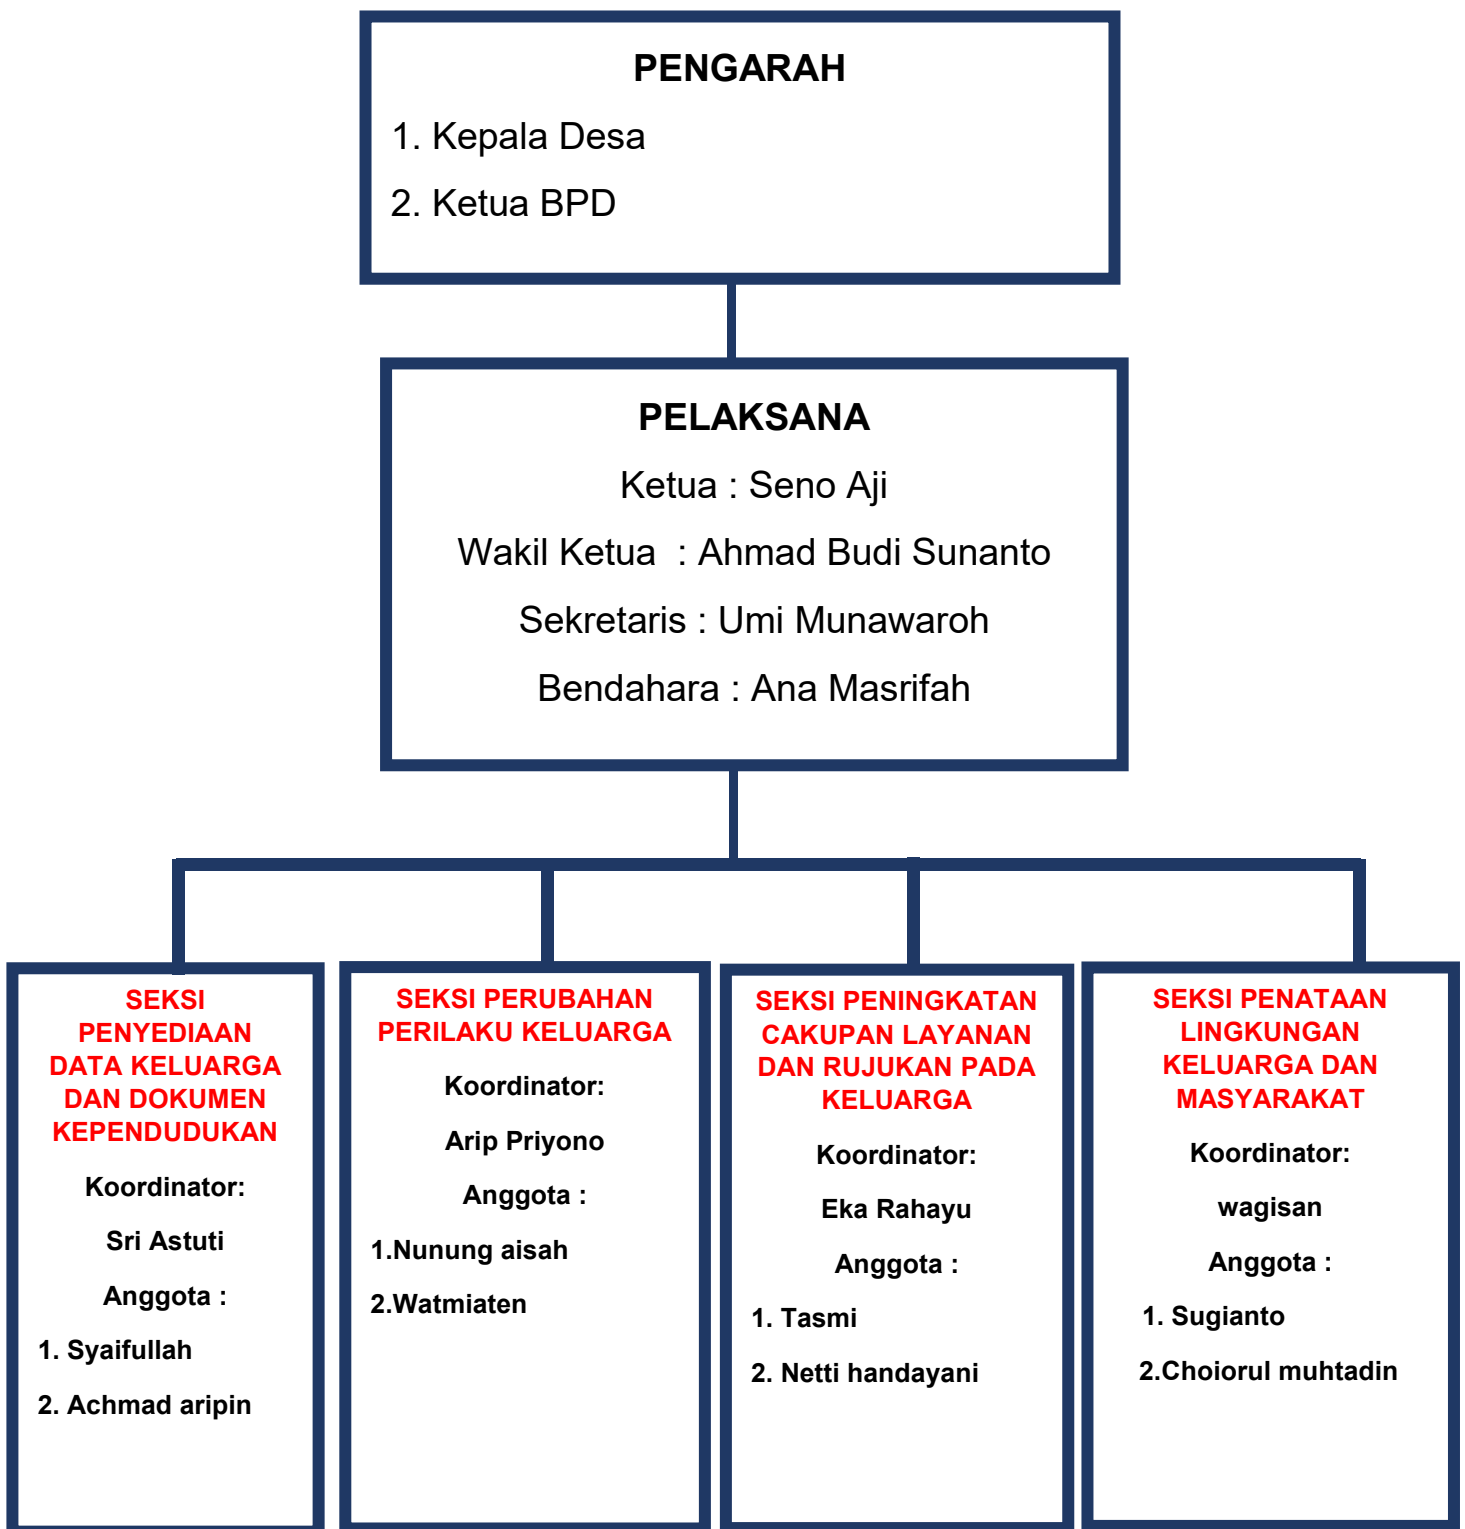 PENGARAH
1. Kepala Desa
2. Ketua BPD
PELAKSANA
Ketua : Seno Aji
Wakil Ketua  : Ahmad Budi Sunanto
Sekretaris : Umi Munawaroh
Bendahara : Ana Masrifah
SEKSI
PENYEDIAAN
DATA KELUARGA
DAN DOKUMEN
KEPENDUDUKAN
Koordinator:
Sri Astuti
Anggota :
1. Syaifullah
2. Achmad aripin
SEKSI PERUBAHAN
PERILAKU KELUARGA
Koordinator:
Arip Priyono
Anggota :
1.Nunung aisah
2.Watmiaten
SEKSI PENINGKATAN
CAKUPAN LAYANAN
DAN RUJUKAN PADA
KELUARGA
Koordinator:
Eka Rahayu
Anggota :
1. Tasmi
2. Netti handayani
SEKSI PENATAAN
LINGKUNGAN
KELUARGA DAN
MASYARAKAT
Koordinator:
wagisan
Anggota :
1. Sugianto
2.Choiorul muhtadin